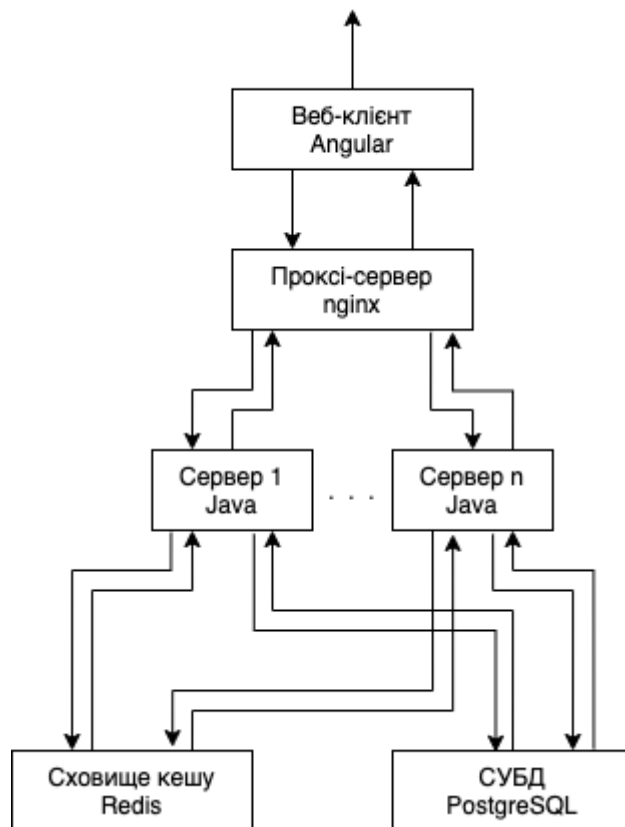 Веб-клієнт
Angular
Проксі-сервер
nginx
Сервер 1
Java
. . .
Сервер n
Java
Сховище кешу
Redis
СУБД
PostgreSQL